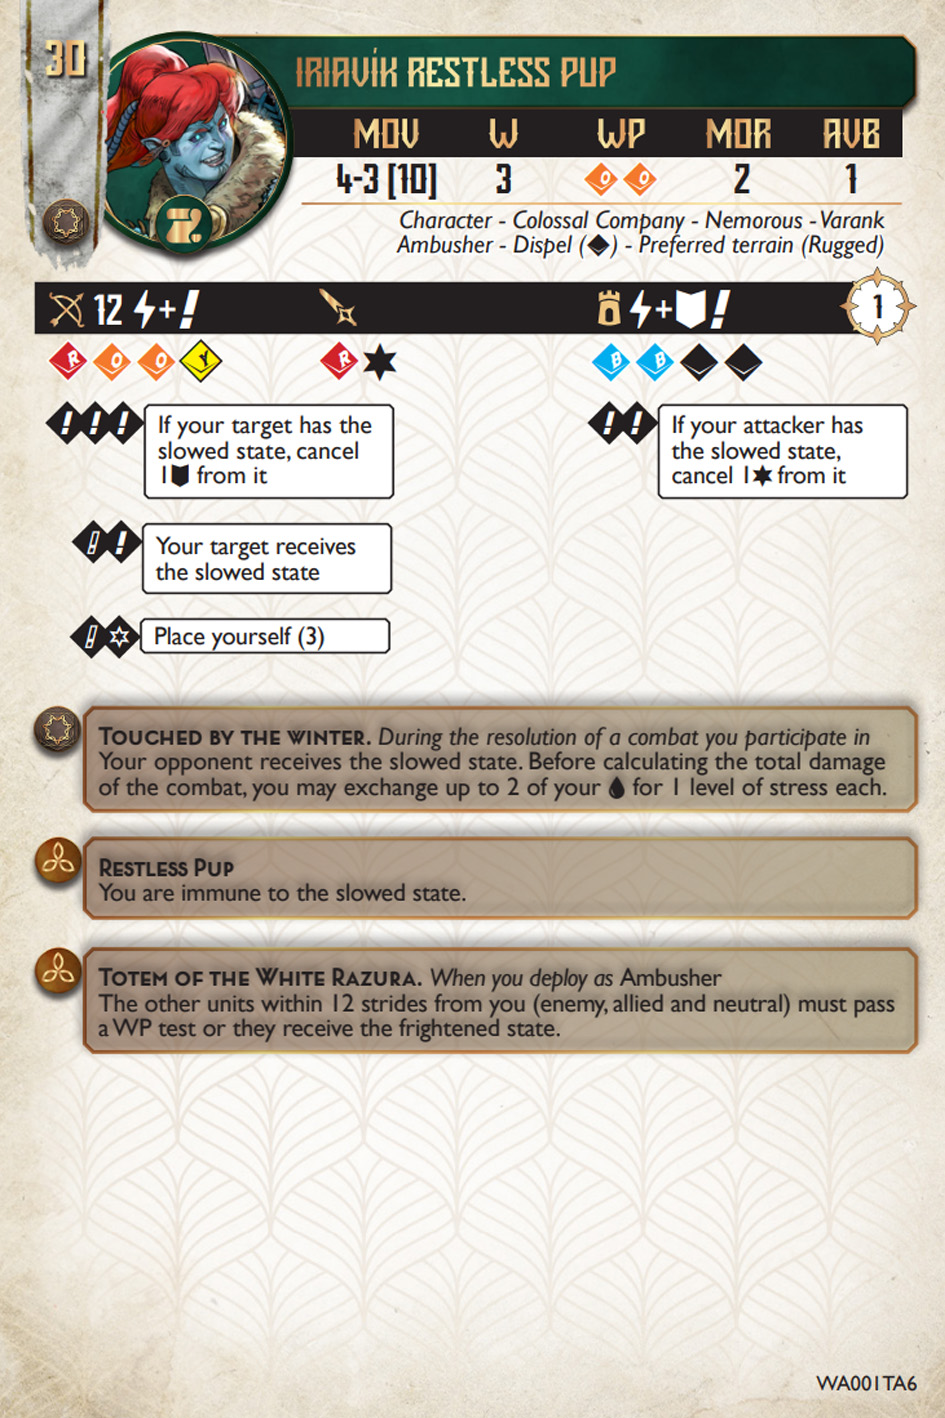 30
IRIAVÍK RESTLESS PUP
MOV W WP MOR AVB
4-3 [10] 3 O O 2 1
Character - Colossal Company - Nemorous - Varank
Ambusher - Dispel ( ) - Preferred terrain (Rugged)
12 + ! + ! 1
R O O Y R B B
! ! ! If your target has the
slowed state, cancel
1 from it
! ! If your attacker has
the slowed state,
cancel 1 from it
! ! Your target receives
the slowed state
! Place yourself (3)
TOUCHED BY THE WINTER. During the resolution of a combat you participate in
Your opponent receives the slowed state. Before calculating the total damage
of the combat, you may exchange up to 2 of your for 1 level of stress each.
RESTLESS PUP
You are immune to the slowed state.
TOTEM OF THE WHITE RAZURA. When you deploy as Ambusher
The other units within 12 strides from you (enemy, allied and neutral) must pass
a WP test or they receive the frightened state.
WA001TA6